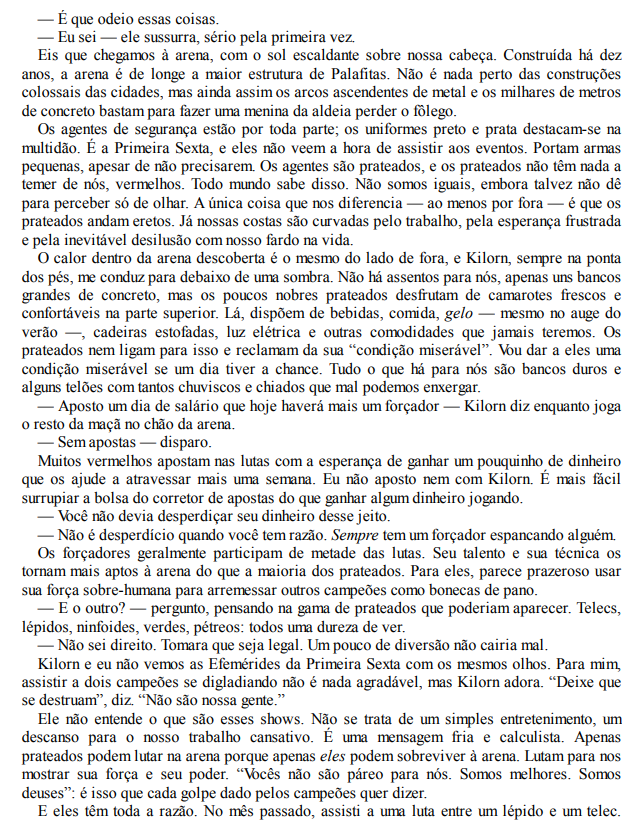 — É que odeio essas coisas.
— Eu sei — ele sussurra, sério pela primeira vez.
Eis que chegamos à arena, com o sol escaldante sobre nossa cabeça. Construída há dez
anos, a arena é de longe a maior estrutura de Palafitas. Não é nada perto das construções
colossais das cidades, mas ainda assim os arcos ascendentes de metal e os milhares de metros
de concreto bastam para fazer uma menina da aldeia perder o fôlego.
Os agentes de segurança estão por toda parte; os uniformes preto e prata destacam-se na
multidão. É a Primeira Sexta, e eles não veem a hora de assistir aos eventos. Portam armas
pequenas, apesar de não precisarem. Os agentes são prateados, e os prateados não têm nada a
temer de nós, vermelhos. Todo mundo sabe disso. Não somos iguais, embora talvez não dê
para perceber só de olhar. A única coisa que nos diferencia — ao menos por fora — é que os
prateados andam eretos. Já nossas costas são curvadas pelo trabalho, pela esperança frustrada
e pela inevitável desilusão com nosso fardo na vida.
O calor dentro da arena descoberta é o mesmo do lado de fora, e Kilorn, sempre na ponta
dos pés, me conduz para debaixo de uma sombra. Não há assentos para nós, apenas uns bancos
grandes de concreto, mas os poucos nobres prateados desfrutam de camarotes frescos e
confortáveis na parte superior. Lá, dispõem de bebidas, comida, gelo — mesmo no auge do
verão —, cadeiras estofadas, luz elétrica e outras comodidades que jamais teremos. Os
prateados nem ligam para isso e reclamam da sua “condição miserável”. Vou dar a eles uma
condição miserável se um dia tiver a chance. Tudo o que há para nós são bancos duros e
alguns telões com tantos chuviscos e chiados que mal podemos enxergar.
— Aposto um dia de salário que hoje haverá mais um forçador — Kilorn diz enquanto joga
o resto da maçã no chão da arena.
— Sem apostas — disparo.
Muitos vermelhos apostam nas lutas com a esperança de ganhar um pouquinho de dinheiro
que os ajude a atravessar mais uma semana. Eu não aposto nem com Kilorn. É mais fácil
surrupiar a bolsa do corretor de apostas do que ganhar algum dinheiro jogando.
— Você não devia desperdiçar seu dinheiro desse jeito.
— Não é desperdício quando você tem razão. Sempre tem um forçador espancando alguém.
Os forçadores geralmente participam de metade das lutas. Seu talento e sua técnica os
tornam mais aptos à arena do que a maioria dos prateados. Para eles, parece prazeroso usar
sua força sobre-humana para arremessar outros campeões como bonecas de pano.
— E o outro? — pergunto, pensando na gama de prateados que poderiam aparecer. Telecs,
lépidos, ninfoides, verdes, pétreos: todos uma dureza de ver.
— Não sei direito. Tomara que seja legal. Um pouco de diversão não cairia mal.
Kilorn e eu não vemos as Efemérides da Primeira Sexta com os mesmos olhos. Para mim,
assistir a dois campeões se digladiando não é nada agradável, mas Kilorn adora. “Deixe que
se destruam”, diz. “Não são nossa gente.”
Ele não entende o que são esses shows. Não se trata de um simples entretenimento, um
descanso para o nosso trabalho cansativo. É uma mensagem fria e calculista. Apenas
prateados podem lutar na arena porque apenas eles podem sobreviver à arena. Lutam para nos
mostrar sua força e seu poder. “Vocês não são páreo para nós. Somos melhores. Somos
deuses”: é isso que cada golpe dado pelos campeões quer dizer.
E eles têm toda a razão. No mês passado, assisti a uma luta entre um lépido e um telec.